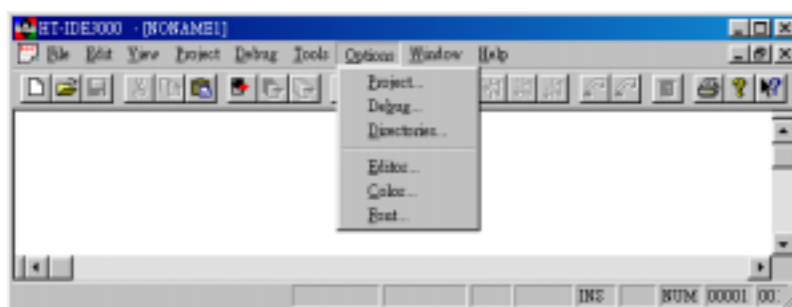 HT-IDE3000 - [NONAME1]
File Edit View Project Debug Tools Options Window Help
Project...
Debug...
Directories...
Editor...
Color...
Font...
INS NUM 00001 00: